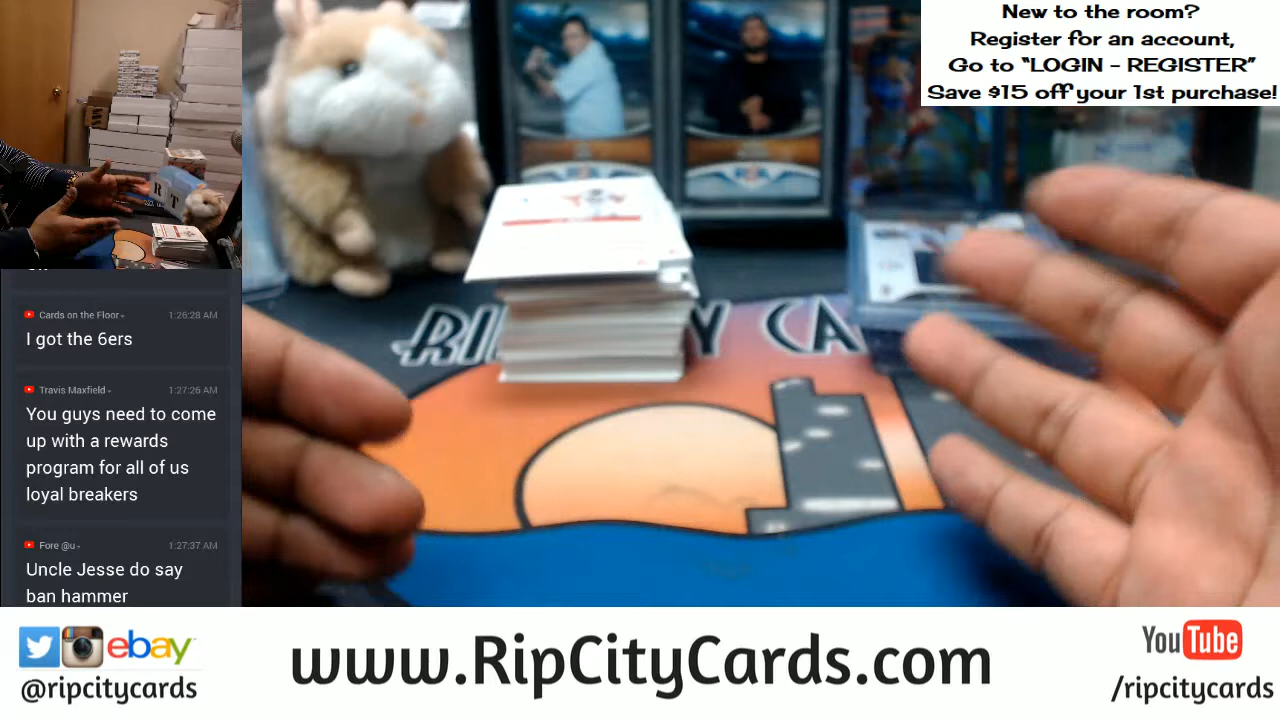 New to the room?
Register for an account,
Go to "LOGIN - REGISTER"
Save $15 off your 1st purchase!
R
T
Cards on the Floor
1:26:28 AM
I got the 6ers
Travis Maxfield
1:27:26 AM
You guys need to come
up with a rewards
program for all of us
loyal breakers
Fore @u
1:27:37 AM
Uncle Jesse do say
ban hammer
ebay
@ripcitycards
www.RipCityCards.com
YouTube
/ripcitycards